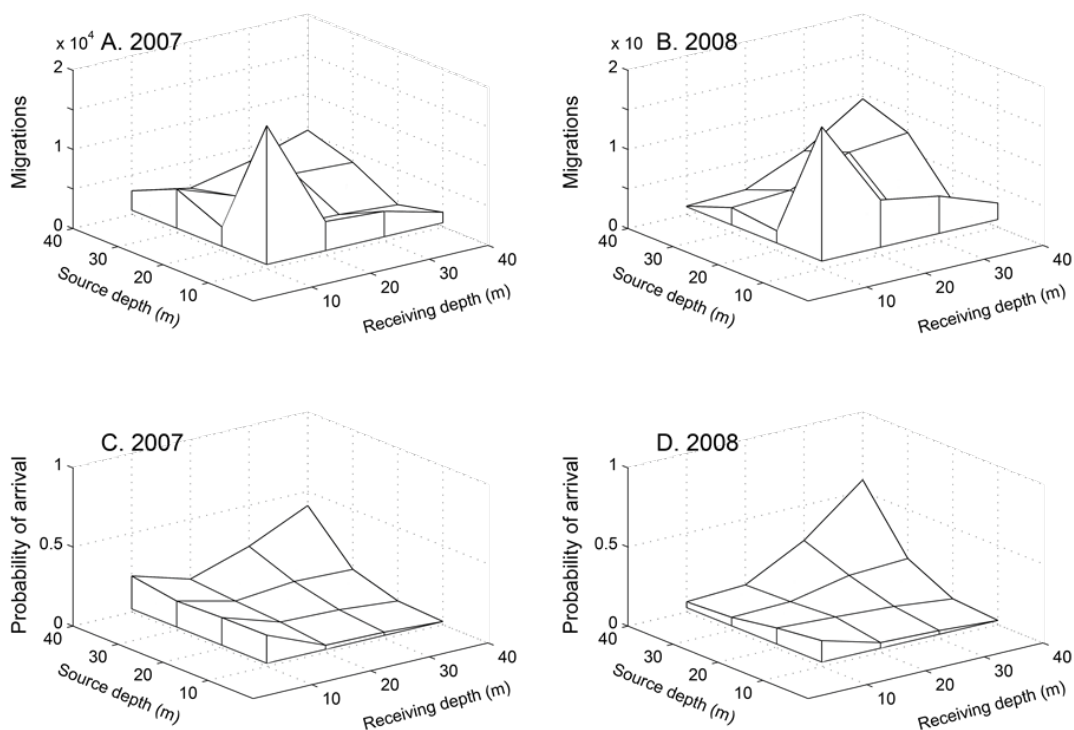 x 10⁴ A. 2007
2
1
0
Migrations
40
30
20
10
Source depth (m)
10
20
30
40
Receiving depth (m)
x 10 B. 2008
2
1
0
Migrations
40
30
20
10
Source depth (m)
10
20
30
40
Receiving depth (m)
C. 2007
1
0.5
0
Probability of arrival
40
30
20
10
Source depth (m)
10
20
30
40
Receiving depth (m)
D. 2008
1
0.5
0
Probability of arrival
40
30
20
10
Source depth (m)
10
20
30
40
Receiving depth (m)